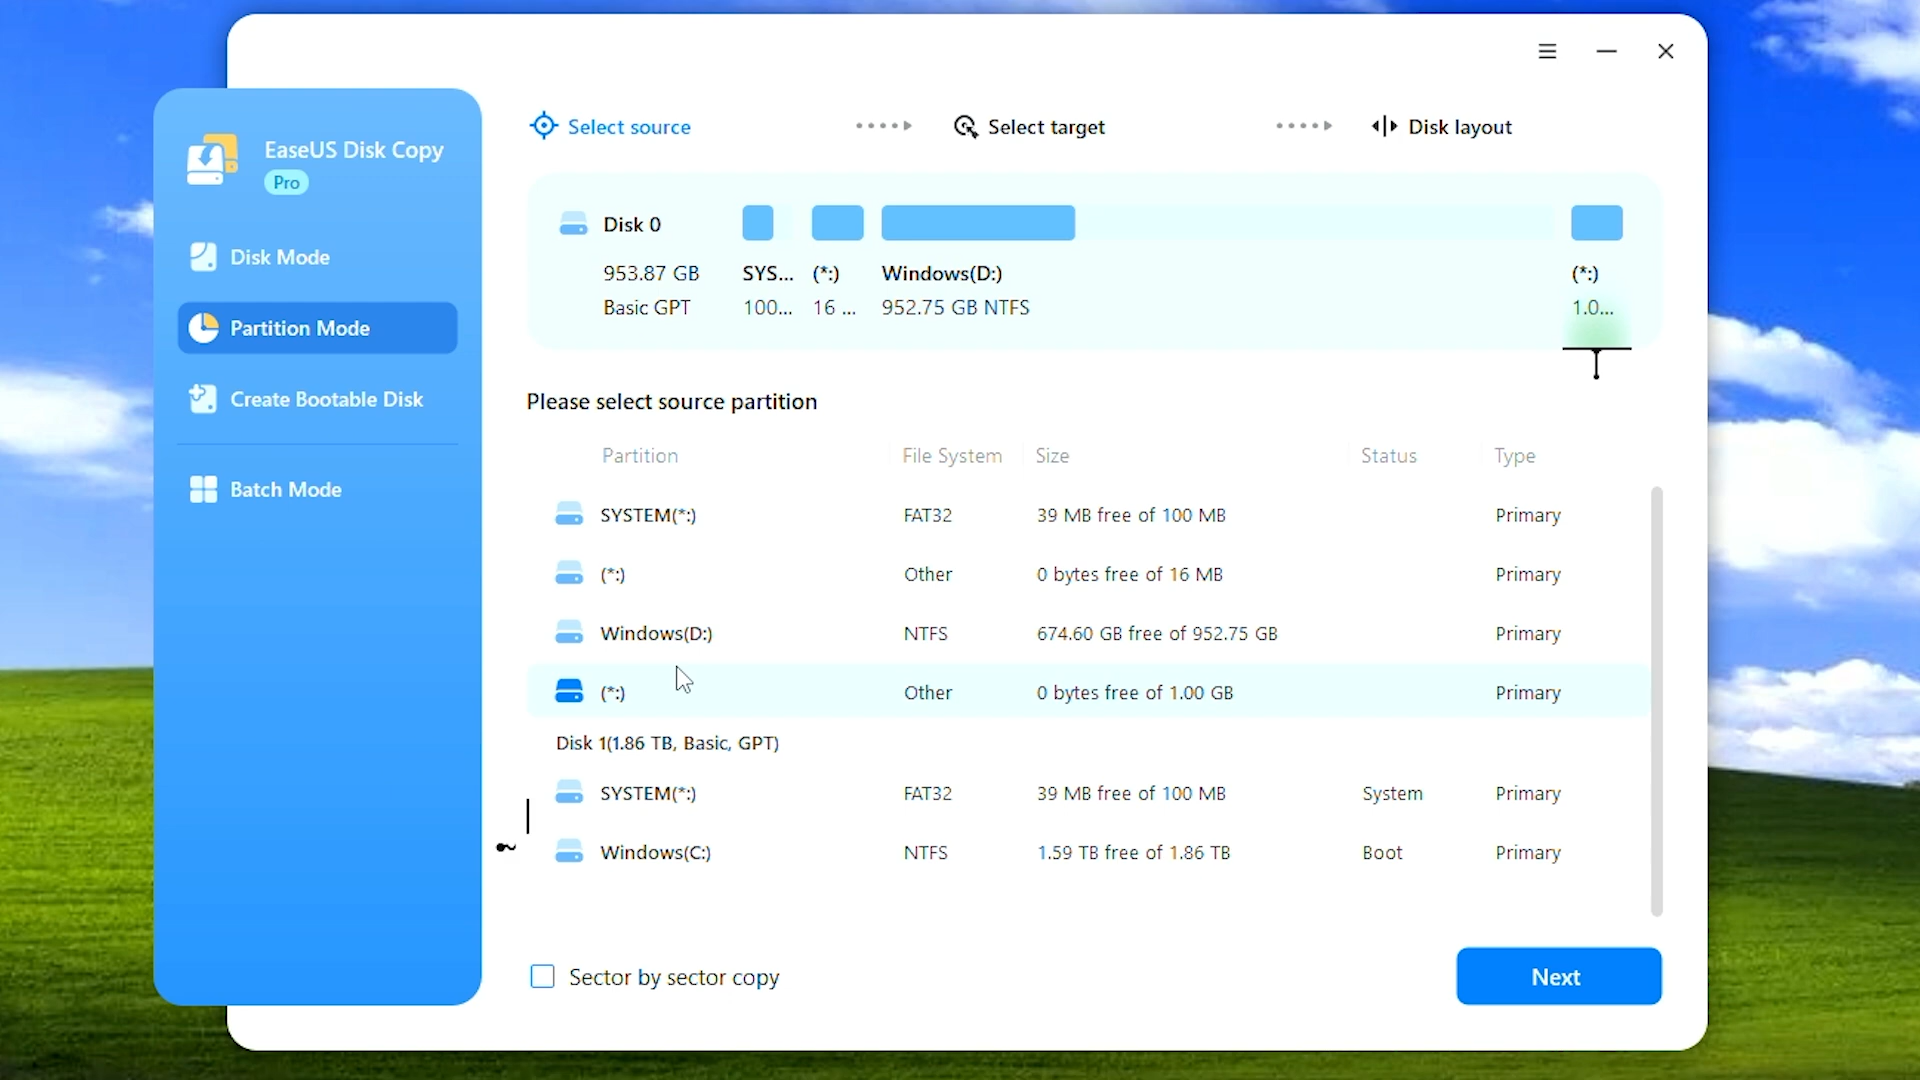 EaseUS Disk Copy
Pro
Disk Mode
Partition Mode
Create Bootable Disk
Batch Mode
Select source
Select target
Disk layout
Disk 0
953.87 GB
Basic GPT
SYS...
100...
(*:)
16 ...
Windows(D:)
952.75 GB NTFS
(*:)
1.0...
Please select source partition
Partition File System Size Status Type
SYSTEM(*:) FAT32 39 MB free of 100 MB Primary
(*:) Other 0 bytes free of 16 MB Primary
Windows(D:) NTFS 674.60 GB free of 952.75 GB Primary
(*:) Other 0 bytes free of 1.00 GB Primary
Disk 1(1.86 TB, Basic, GPT)
SYSTEM(*:) FAT32 39 MB free of 100 MB System Primary
Windows(C:) NTFS 1.59 TB free of 1.86 TB Boot Primary
Sector by sector copy
Next